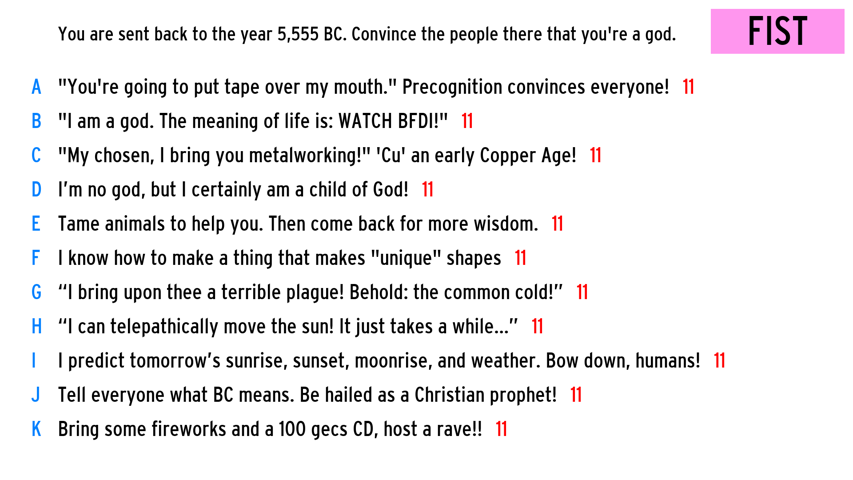 You are sent back to the year 5,555 BC. Convince the people there that you're a god.
FIST
A "You're going to put tape over my mouth." Precognition convinces everyone! 11
B "I am a god. The meaning of life is: WATCH BFDI!" 11
C "My chosen, I bring you metalworking!" 'Cu' an early Copper Age! 11
D I’m no god, but I certainly am a child of God! 11
E Tame animals to help you. Then come back for more wisdom. 11
F I know how to make a thing that makes "unique" shapes 11
G “I bring upon thee a terrible plague! Behold: the common cold!” 11
H “I can telepathically move the sun! It just takes a while...” 11
I I predict tomorrow’s sunrise, sunset, moonrise, and weather. Bow down, humans! 11
J Tell everyone what BC means. Be hailed as a Christian prophet! 11
K Bring some fireworks and a 100 gecs CD, host a rave!! 11